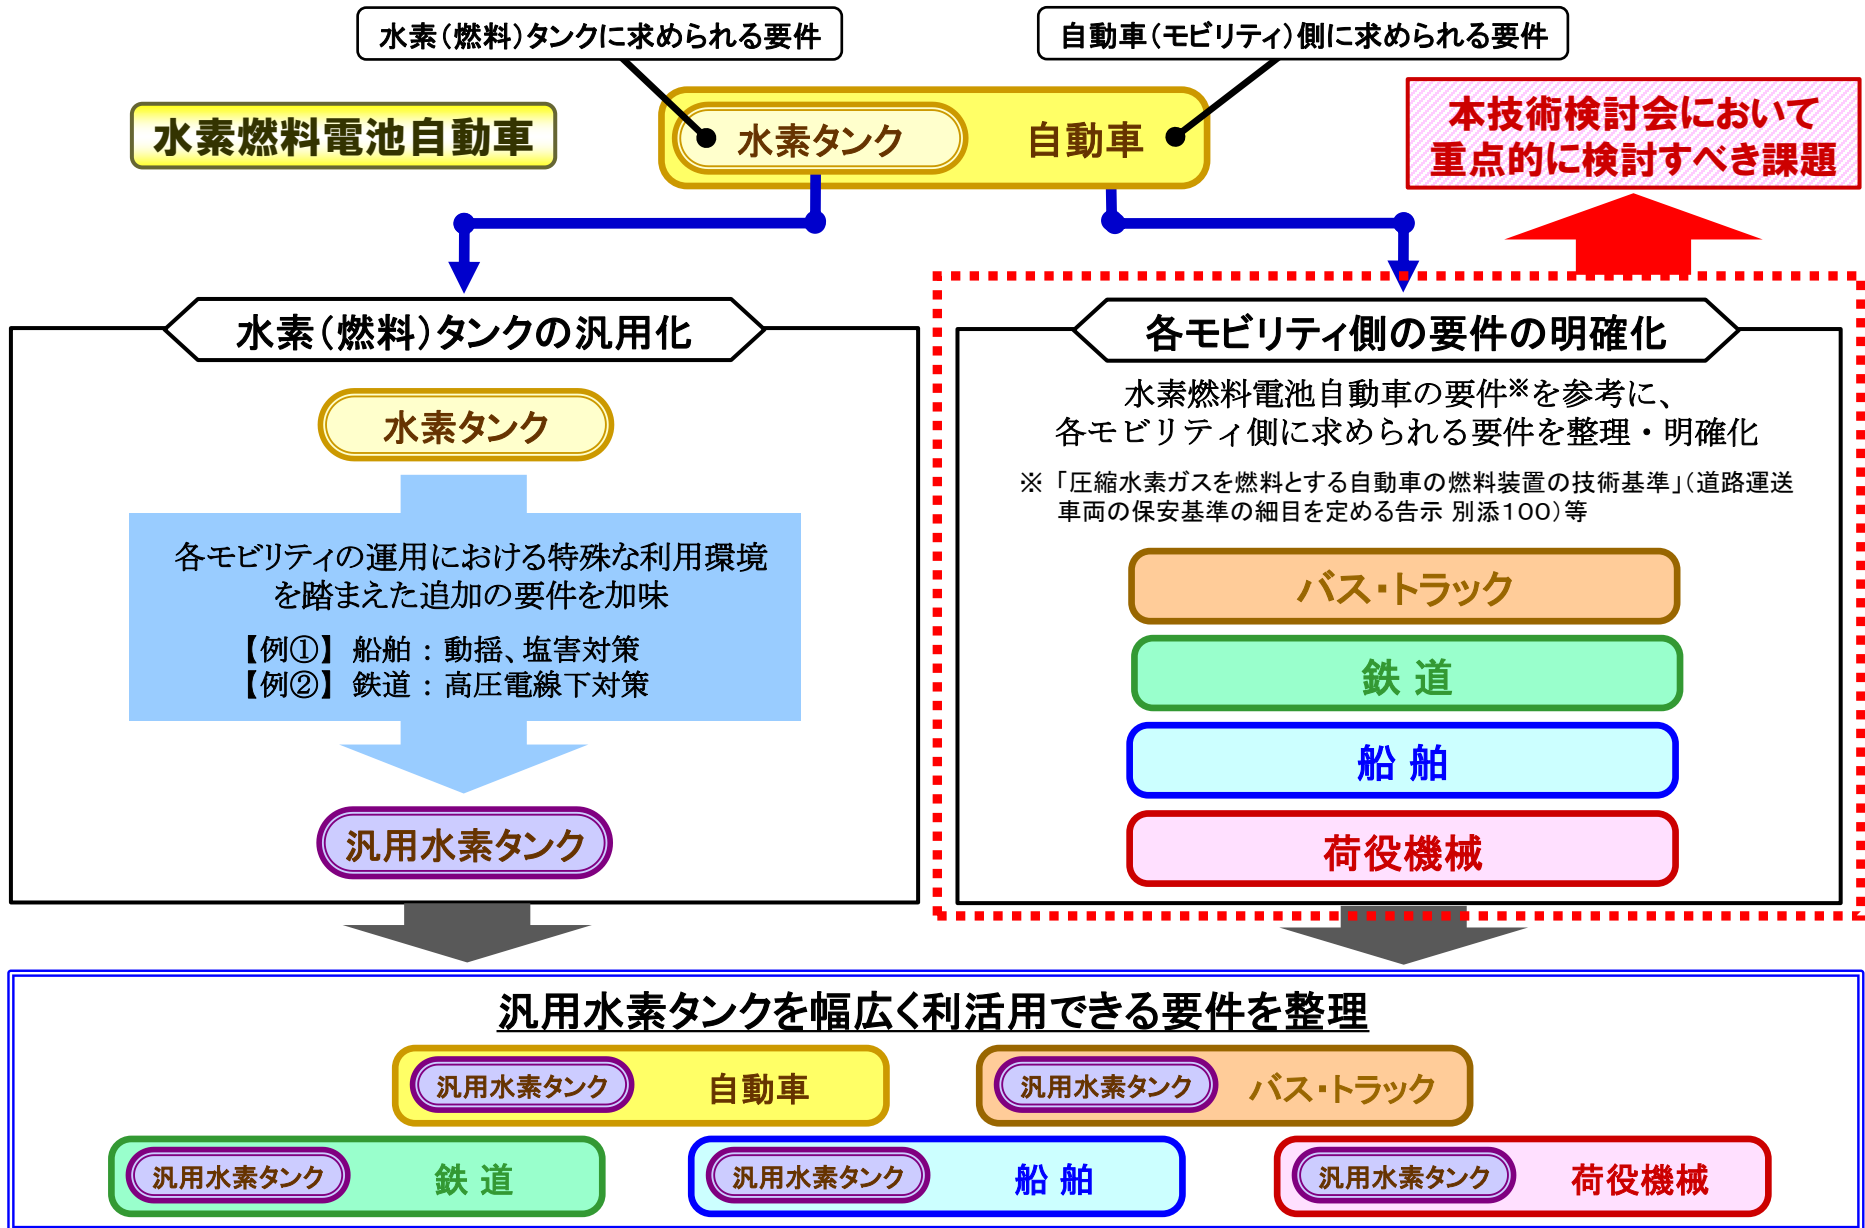 水素（燃料）タンクに求められる要件
自動車（モビリティ）側に求められる要件
水素燃料電池自動車
水素タンク
自動車
本技術検討会において
重点的に検討すべき課題
水素（燃料）タンクの汎用化
水素タンク
各モビリティの運用における特殊な利用環境
を踏まえた追加の要件を加味
【例①】 船舶：動揺、塩害対策
【例②】 鉄道：高圧電線下対策
汎用水素タンク
各モビリティ側の要件の明確化
水素燃料電池自動車の要件※を参考に、
各モビリティ側に求められる要件を整理・明確化
※ 「圧縮水素ガスを燃料とする自動車の燃料装置の技術基準」（道路運送
車両の保安基準の細目を定める告示 別添１００）等
バス・トラック
鉄 道
船 舶
荷役機械
汎用水素タンクを幅広く利活用できる要件を整理
汎用水素タンク 自動車
汎用水素タンク バス・トラック
汎用水素タンク 鉄 道
汎用水素タンク 船 舶
汎用水素タンク 荷役機械